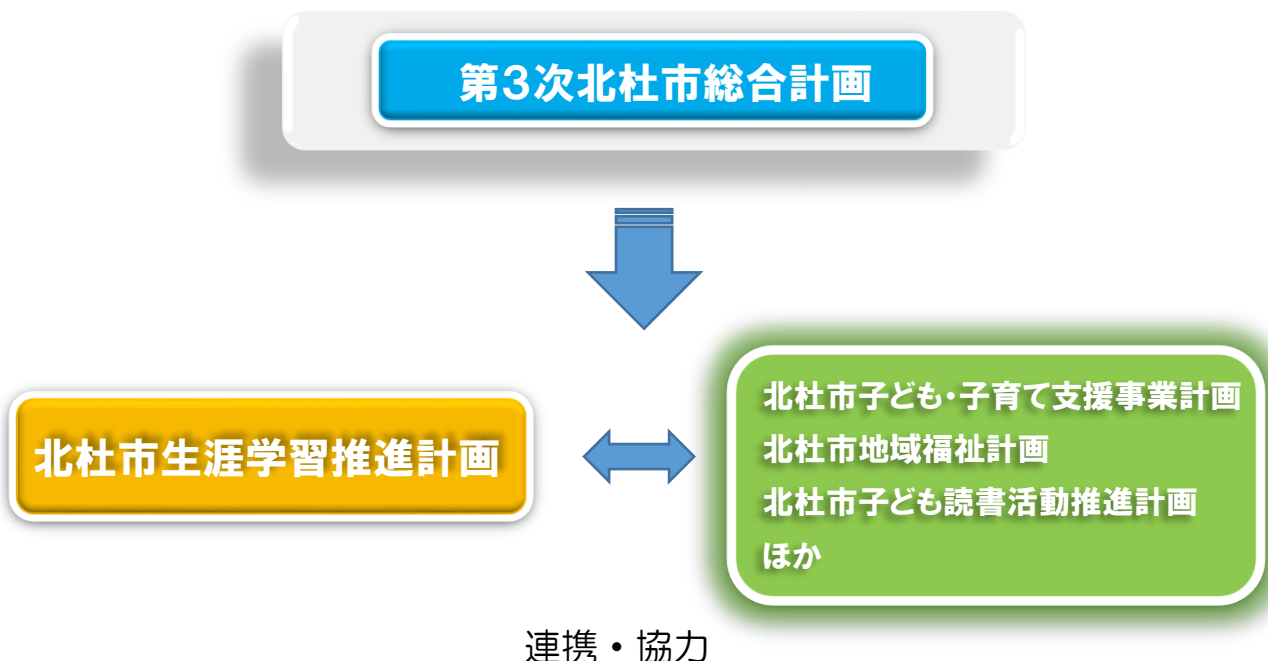 第3次北杜市総合計画
北杜市生涯学習推進計画
北杜市子ども・子育て支援事業計画
北杜市地域福祉計画
北杜市子ども読書活動推進計画
ほか
連携・協力